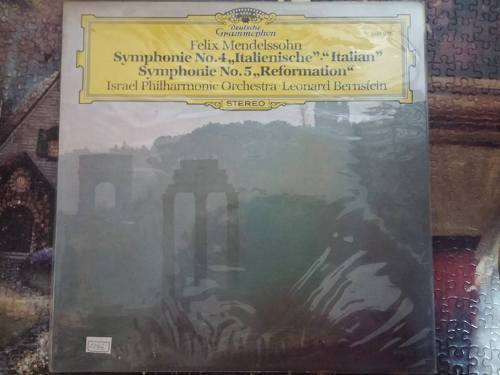 Deutsche
Grammophon
Felix Mendelssohn
Symphonie No.4 „Italienische“·“Italian”
Symphonie No.5 „Reformation“
Israel Philharmonic Orchestra·Leonard Bernstein
STEREO